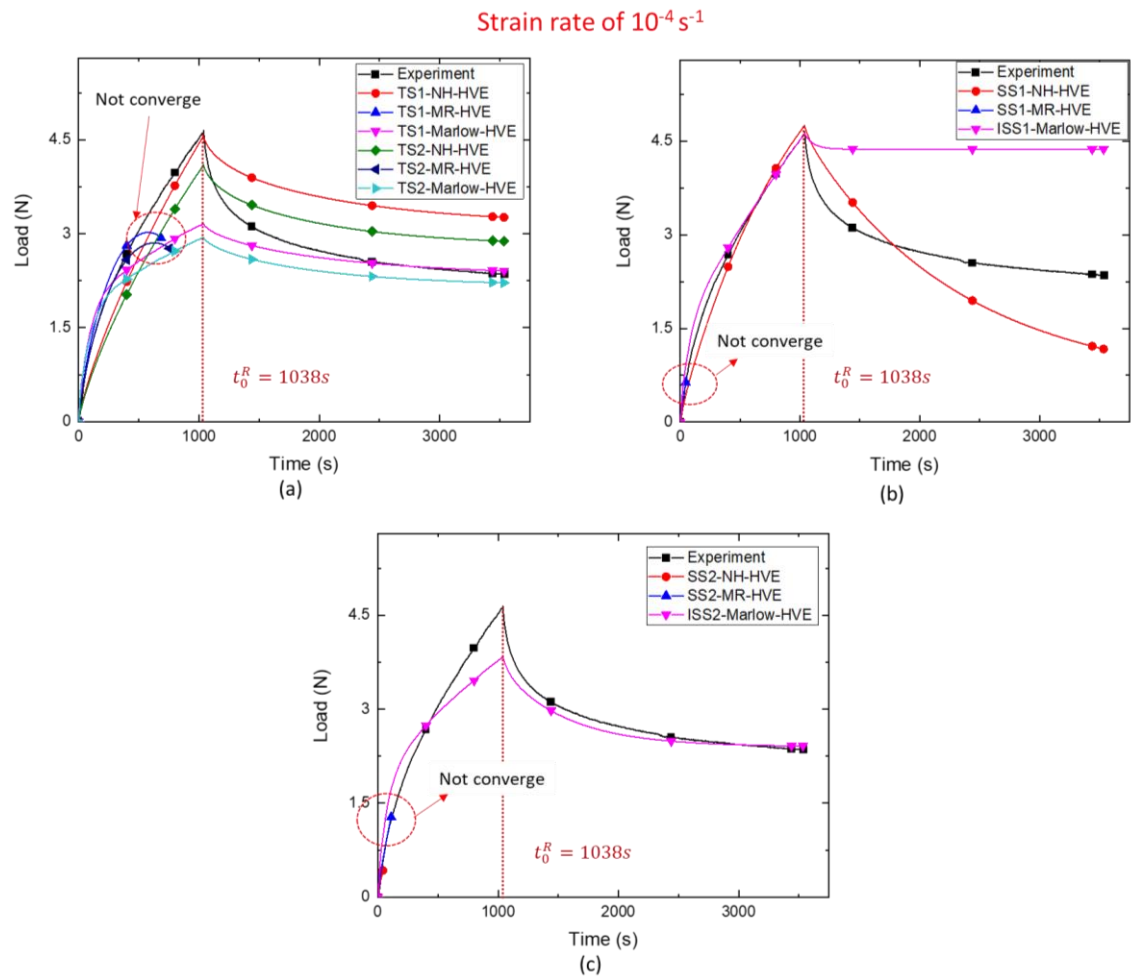 Strain rate of 10⁻⁴ s⁻¹
Not converge
Experiment
TS1-NH-HVE
TS1-MR-HVE
TS1-Marlow-HVE
TS2-NH-HVE
TS2-MR-HVE
TS2-Marlow-HVE
4.5
3
1.5
0
Load (N)
t₀ᴿ = 1038s
0 1000 2000 3000
Time (s)
(a)
Experiment
SS1-NH-HVE
SS1-MR-HVE
ISS1-Marlow-HVE
4.5
3
1.5
0
Load (N)
Not converge
t₀ᴿ = 1038s
0 1000 2000 3000
Time (s)
(b)
Experiment
SS2-NH-HVE
SS2-MR-HVE
ISS2-Marlow-HVE
4.5
3
1.5
0
Load (N)
Not converge
t₀ᴿ = 1038s
0 1000 2000 3000
Time (s)
(c)